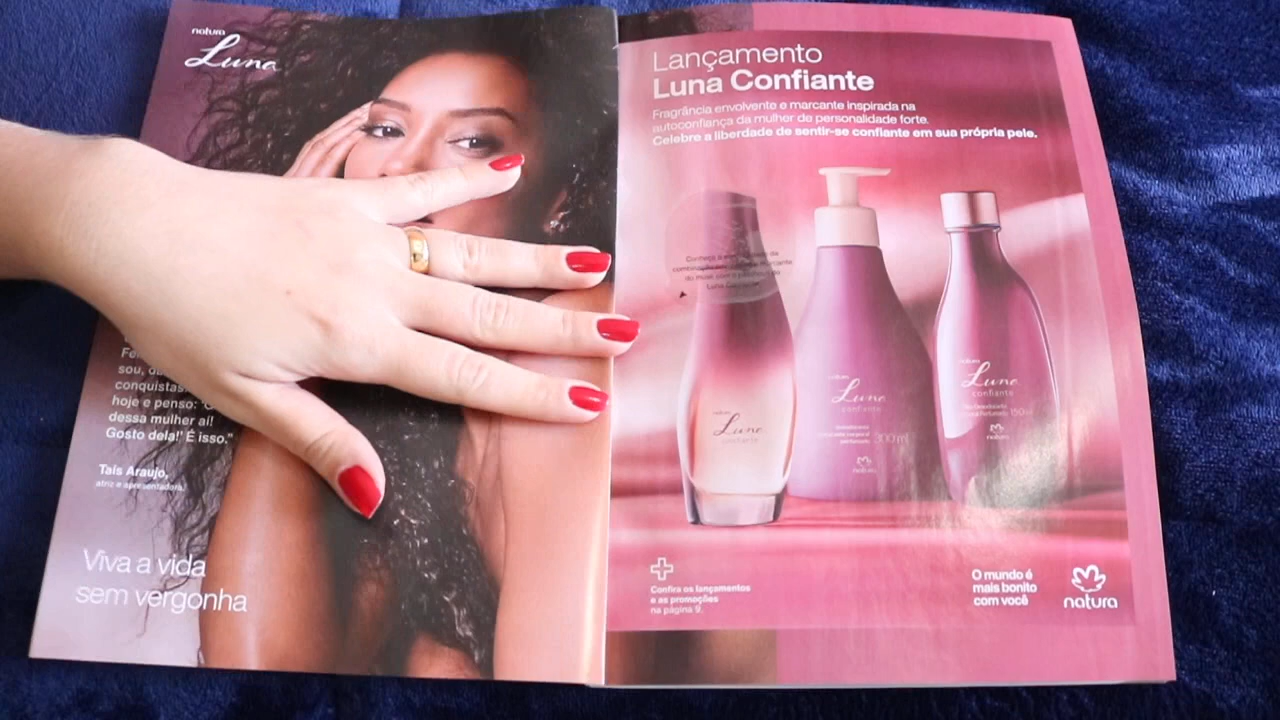 natura
Luna
sou,
conquistas
hoje e penso:
dessa mulher aí!
Gosto dela!' É isso."
Taís Araujo,
atriz e apresentadora.
Viva a vida
sem vergonha
Lançamento
Luna Confiante
Fragrância envolvente e marcante inspirada na
autoconfiança da mulher de personalidade forte.
Celebre a liberdade de sentir-se confiante em sua própria pele.
natura
Luna
confiante
natura
Luna
confiante
300 ml
natura
natura
Luna
confiante
150 ml
natura
Confira os lançamentos
e as promoções
na página 9.
O mundo é
mais bonito
com você
natura